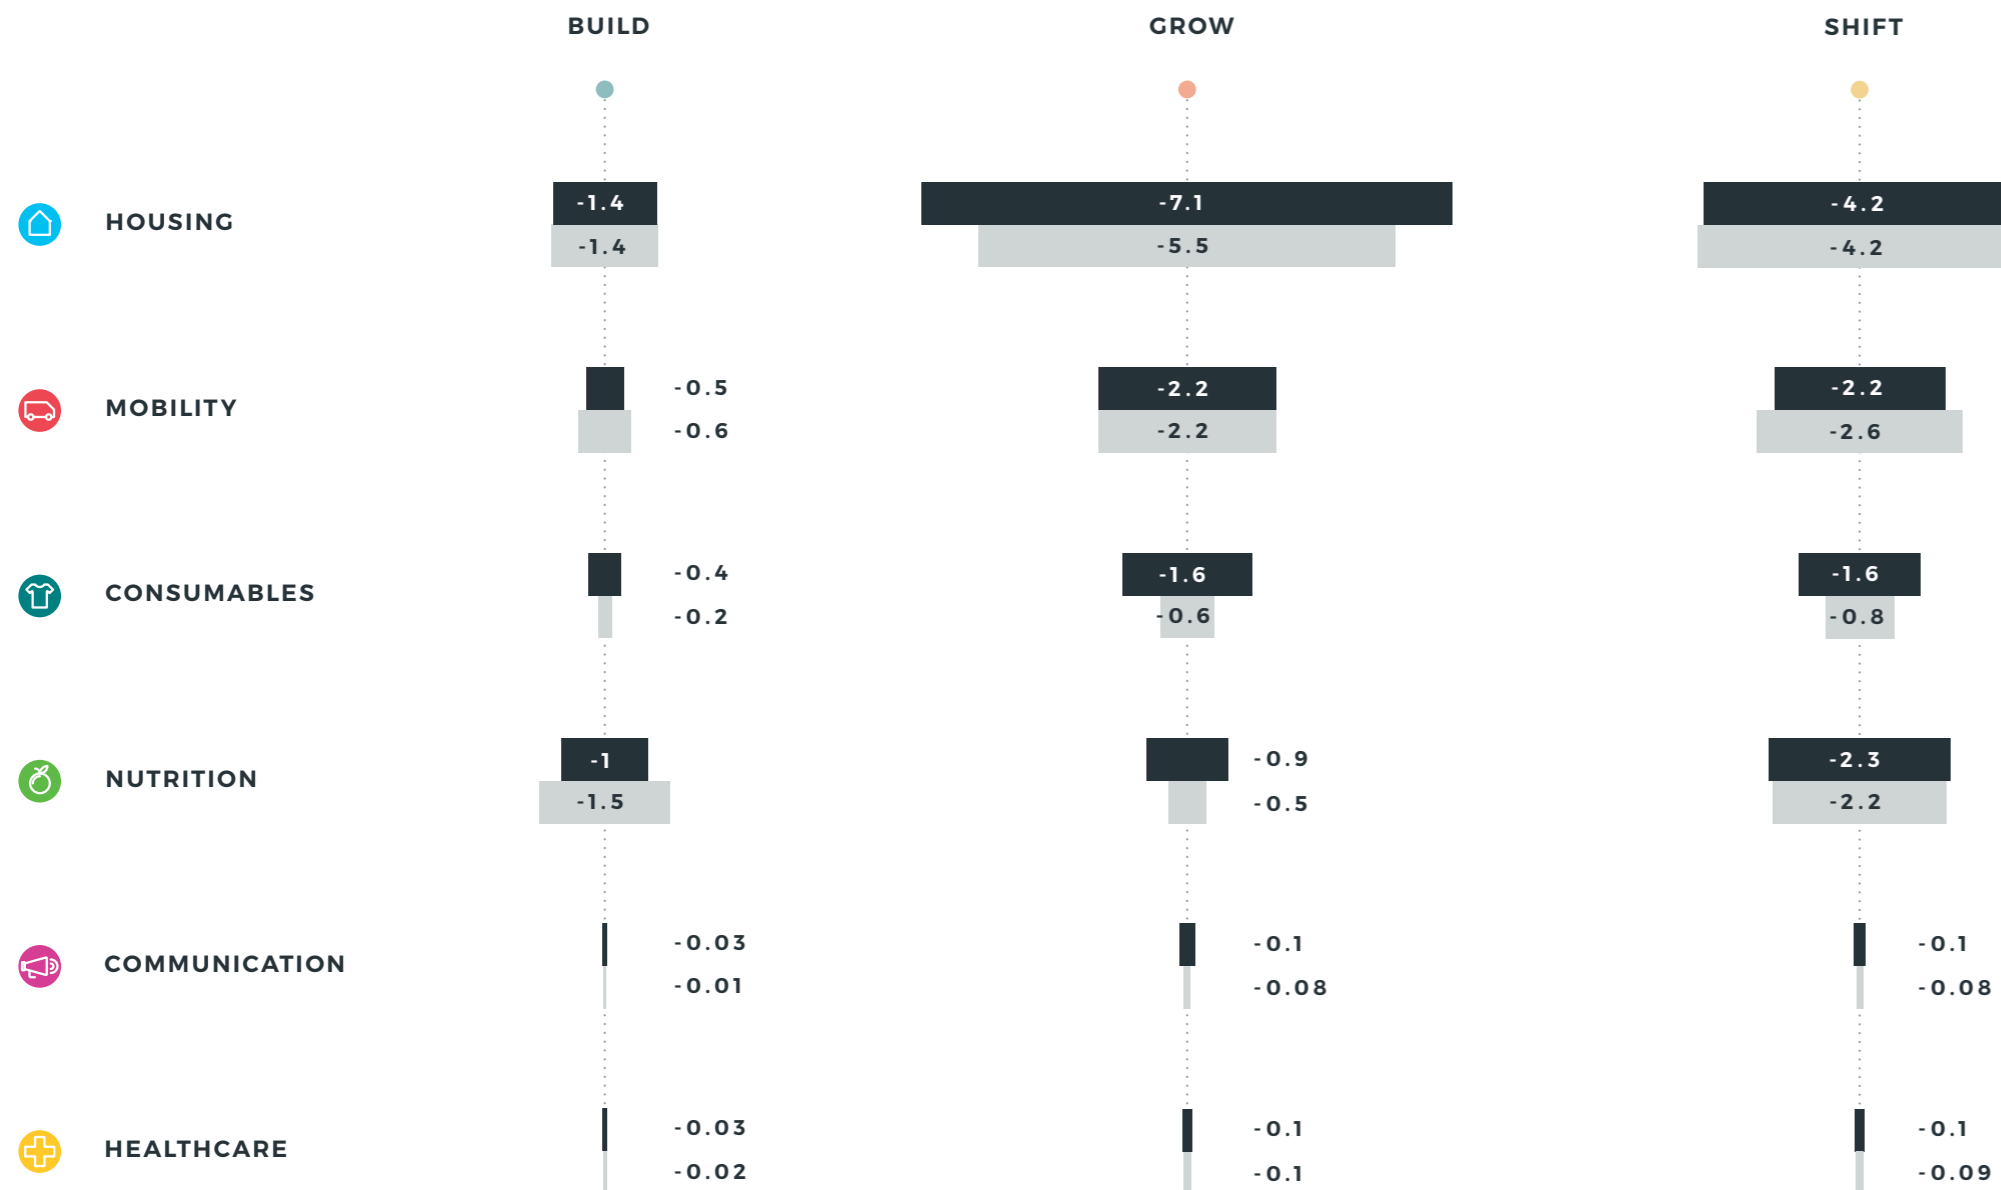 BUILD GROW SHIFT
-1.4 -7.1 -4.2
HOUSING
-1.4 -5.5 -4.2
-0.5 -2.2 -2.2
MOBILITY
-0.6 -2.2 -2.6
-0.4 -1.6 -1.6
CONSUMABLES
-0.2 -0.6 -0.8
-1 -0.9 -2.3
NUTRITION
-1.5 -0.5 -2.2
-0.03 -0.1 -0.1
COMMUNICATION
-0.01 -0.08 -0.08
-0.03 -0.1 -0.1
HEALTHCARE
-0.02 -0.1 -0.09